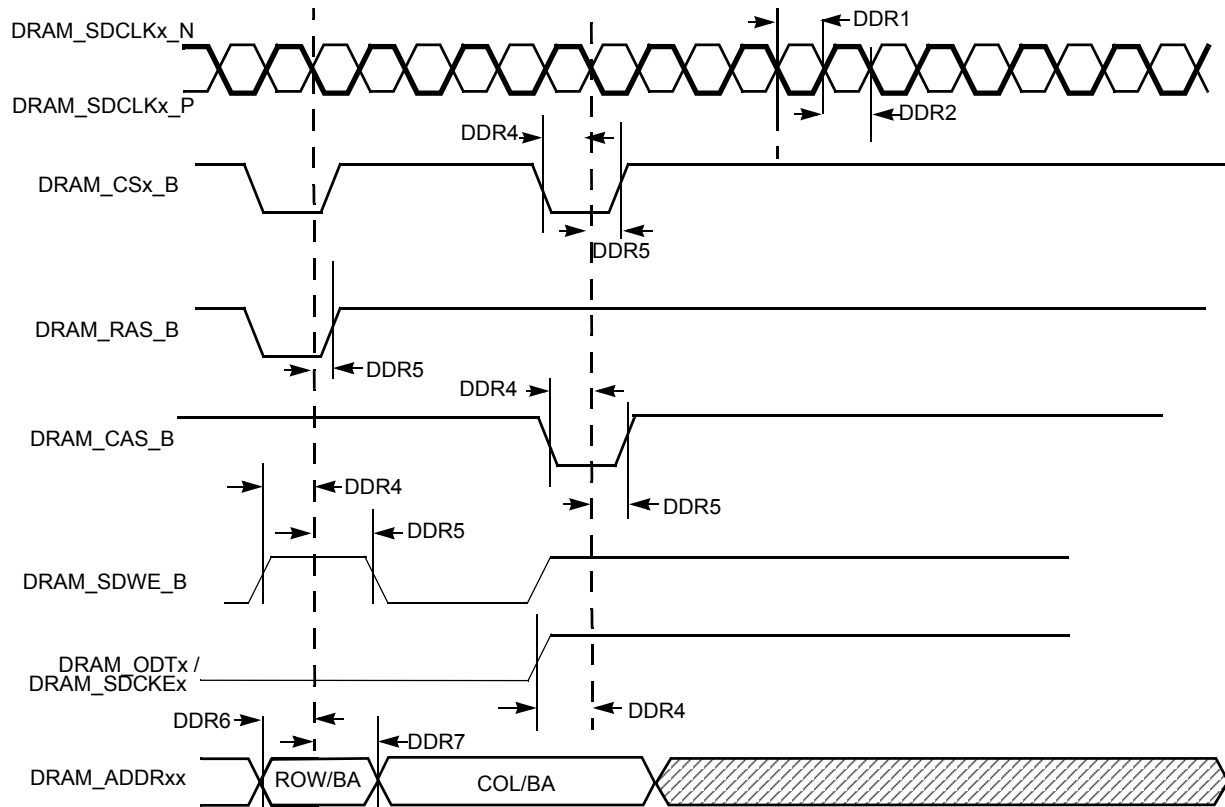 DDR1
DRAM_SDCLKx_N
DRAM_SDCLKx_P
DDR2
DDR4
DRAM_CSx_B
DDR5
DRAM_RAS_B
DDR5
DDR4
DRAM_CAS_B
DDR4
DDR5
DDR5
DRAM_SDWE_B
DRAM_ODTx /
DRAM_SDCKEx
DDR4
DDR6
DDR7
DRAM_ADDRxx
ROW/BA
COL/BA